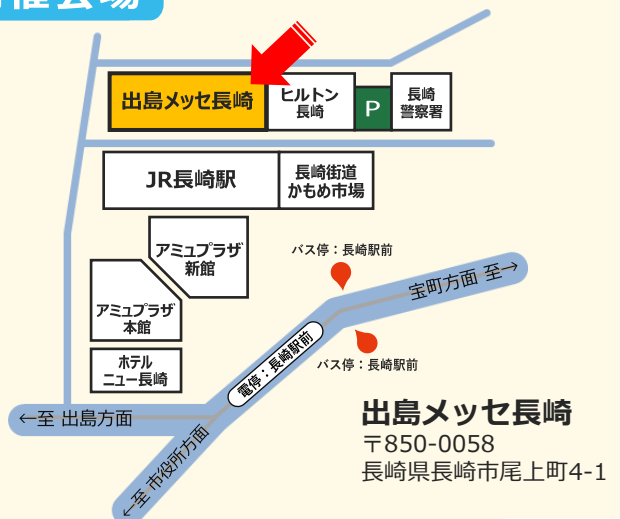 催会場
出島メッセ長崎
ヒルトン
長崎
P
長崎
警察署
JR長崎駅
長崎街道
かもめ市場
アミュプラザ
新館
バス停：長崎駅前
宝町方面 至→
アミュプラザ
本館
電停：長崎駅前
バス停：長崎駅前
ホテル
ニュー長崎
←至 出島方面
←至 市役所方面
出島メッセ長崎
〒850-0058
長崎県長崎市尾上町4-1